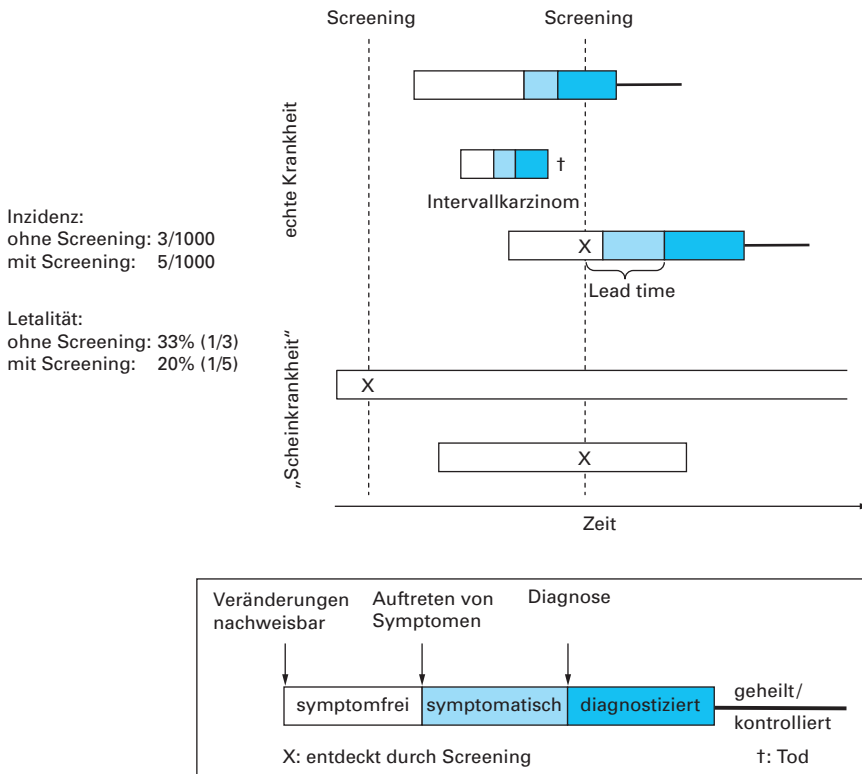 Screening
Screening
echte Krankheit
†
Intervallkarzinom
Inzidenz:
ohne Screening: 3/1000
mit Screening: 5/1000
X
Lead time
Letalität:
ohne Screening: 33% (1/3)
mit Screening: 20% (1/5)
„Scheinkrankheit“
X
X
Zeit
Veränderungen
nachweisbar
Auftreten von
Symptomen
Diagnose
symptomfrei
symptomatisch
diagnostiziert
geheilt/
kontrolliert
X: entdeckt durch Screening
†: Tod